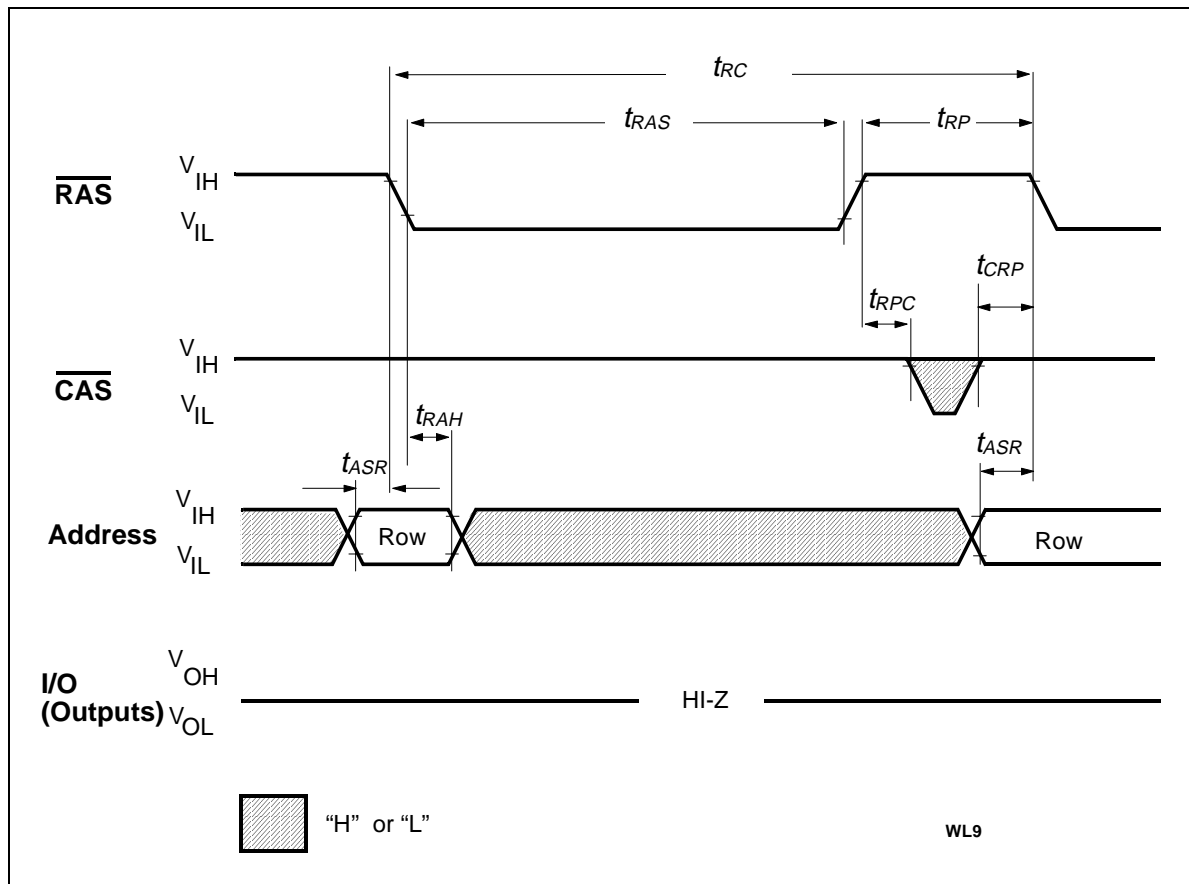 tRC
tRAS
tRP
RAS
VIH
VIL
tCRP
tRPC
CAS
VIH
VIL
tRAH
tASR
tASR
Address
VIH
VIL
Row
Row
I/O
(Outputs)
VOH
VOL
HI-Z
“H” or “L”
WL9